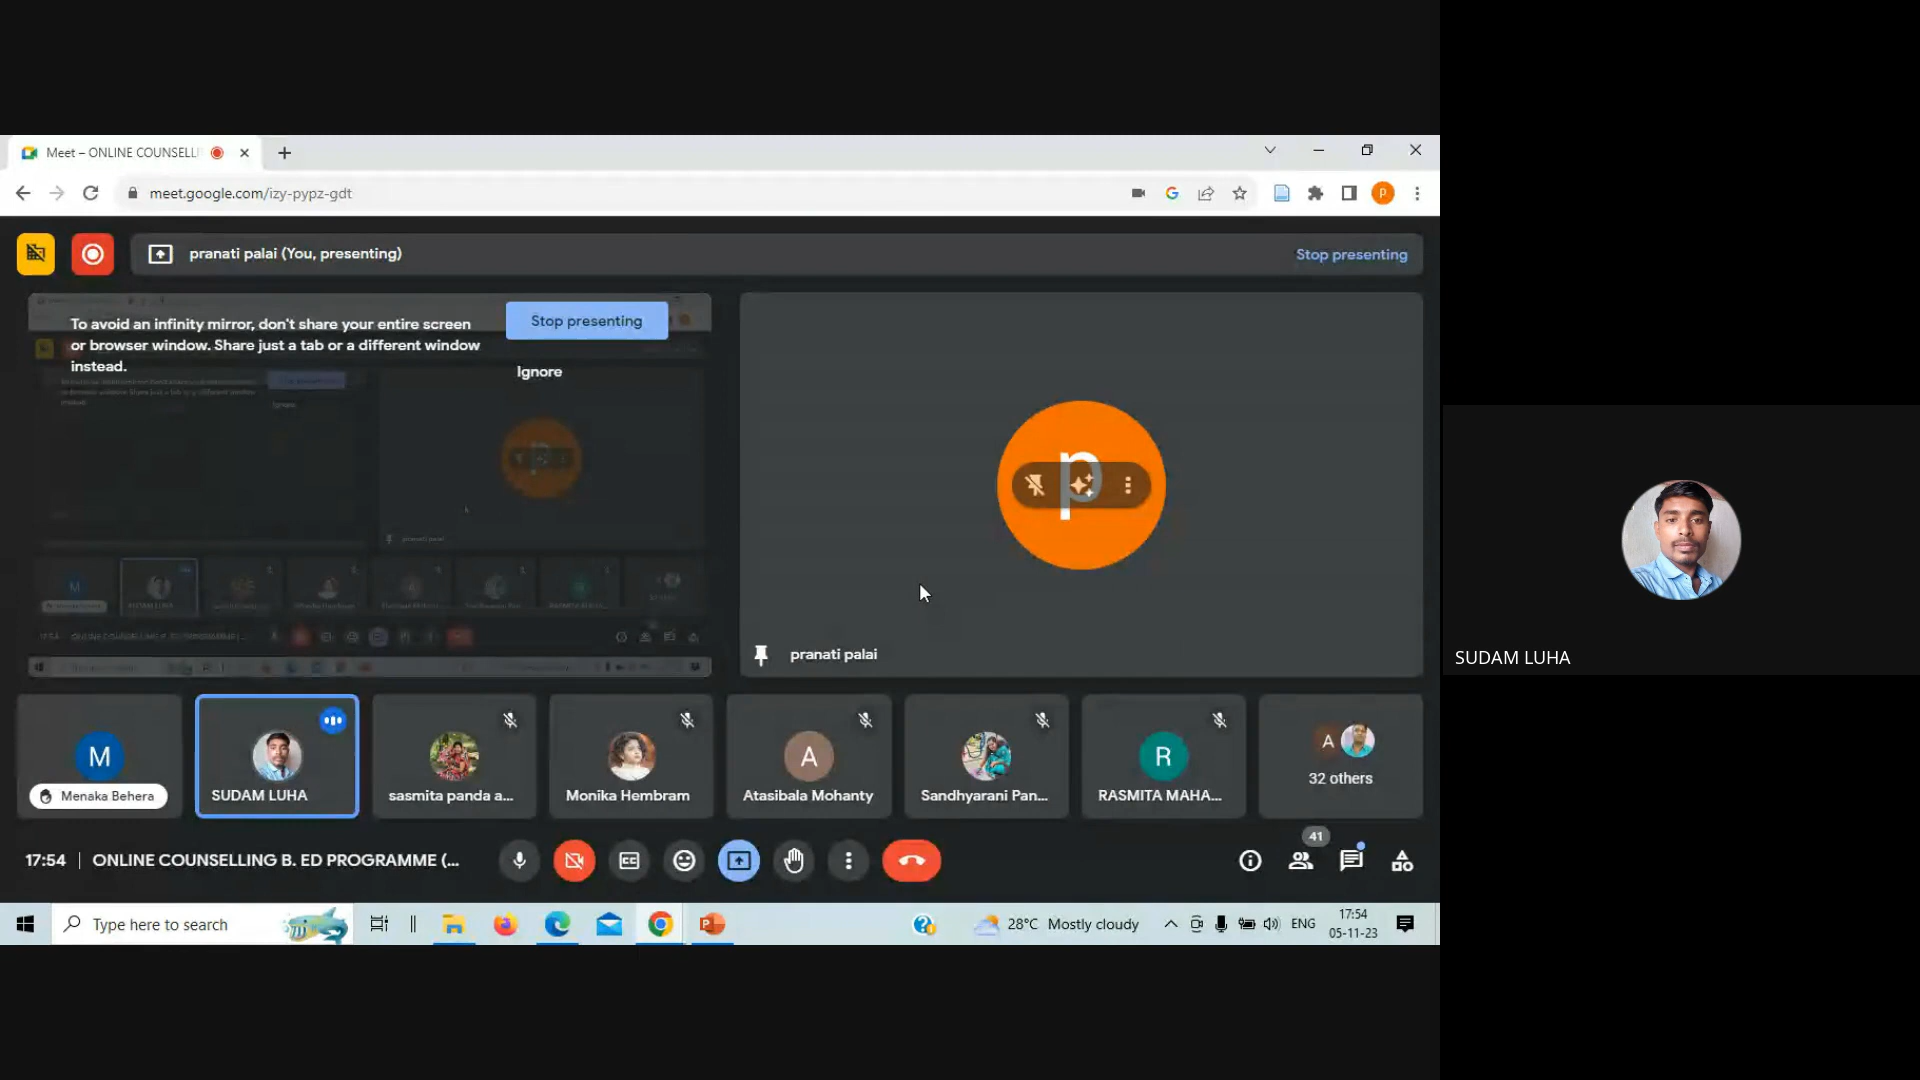 Meet – ONLINE COUNSELL
meet.google.com/izy-pypz-gdt
P
pranati palai (You, presenting)
Stop presenting
To avoid an infinity mirror, don't share your entire screen
or browser window. Share just a tab or a different window
instead.
Stop presenting
Ignore
p
pranati palai
SUDAM LUHA
M
Menaka Behera
SUDAM LUHA
sasmita panda a...
Monika Hembram
A
Atasibala Mohanty
Sandhyarani Pan...
R
RASMITA MAHA...
A
32 others
17:54 | ONLINE COUNSELLING B. ED PROGRAMME (...
CC
41
Type here to search
28°C Mostly cloudy
ENG
17:54
05-11-23